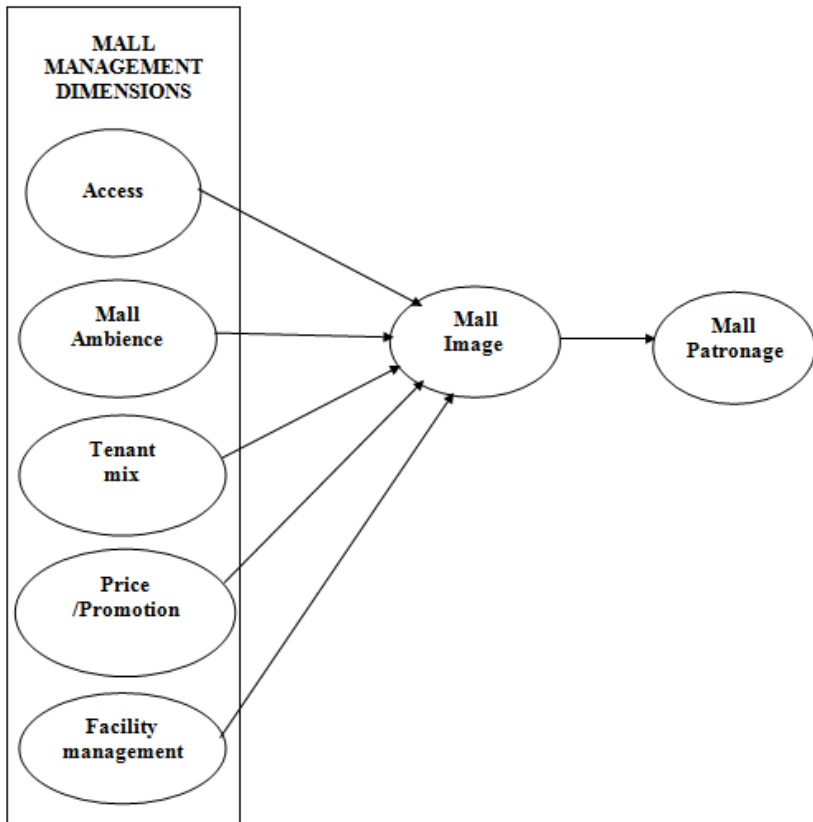 MALL
MANAGEMENT
DIMENSIONS
Access
Mall
Ambience
Tenant
mix
Price
/Promotion
Facility
management
Mall
Image
Mall
Patronage